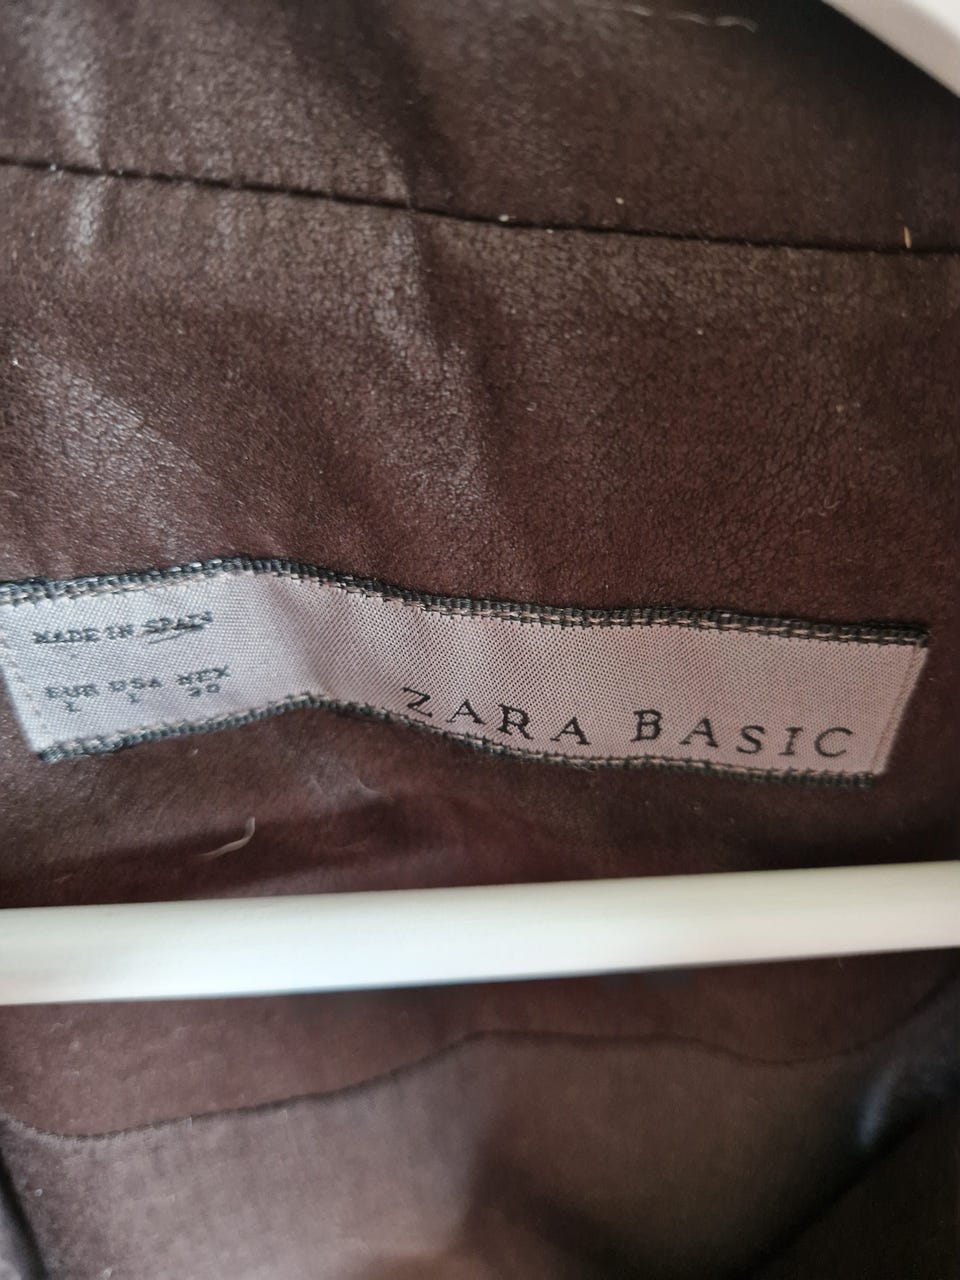 MADE IN SPAIN
EUR USA MEX
L L 30
ZARA BASIC